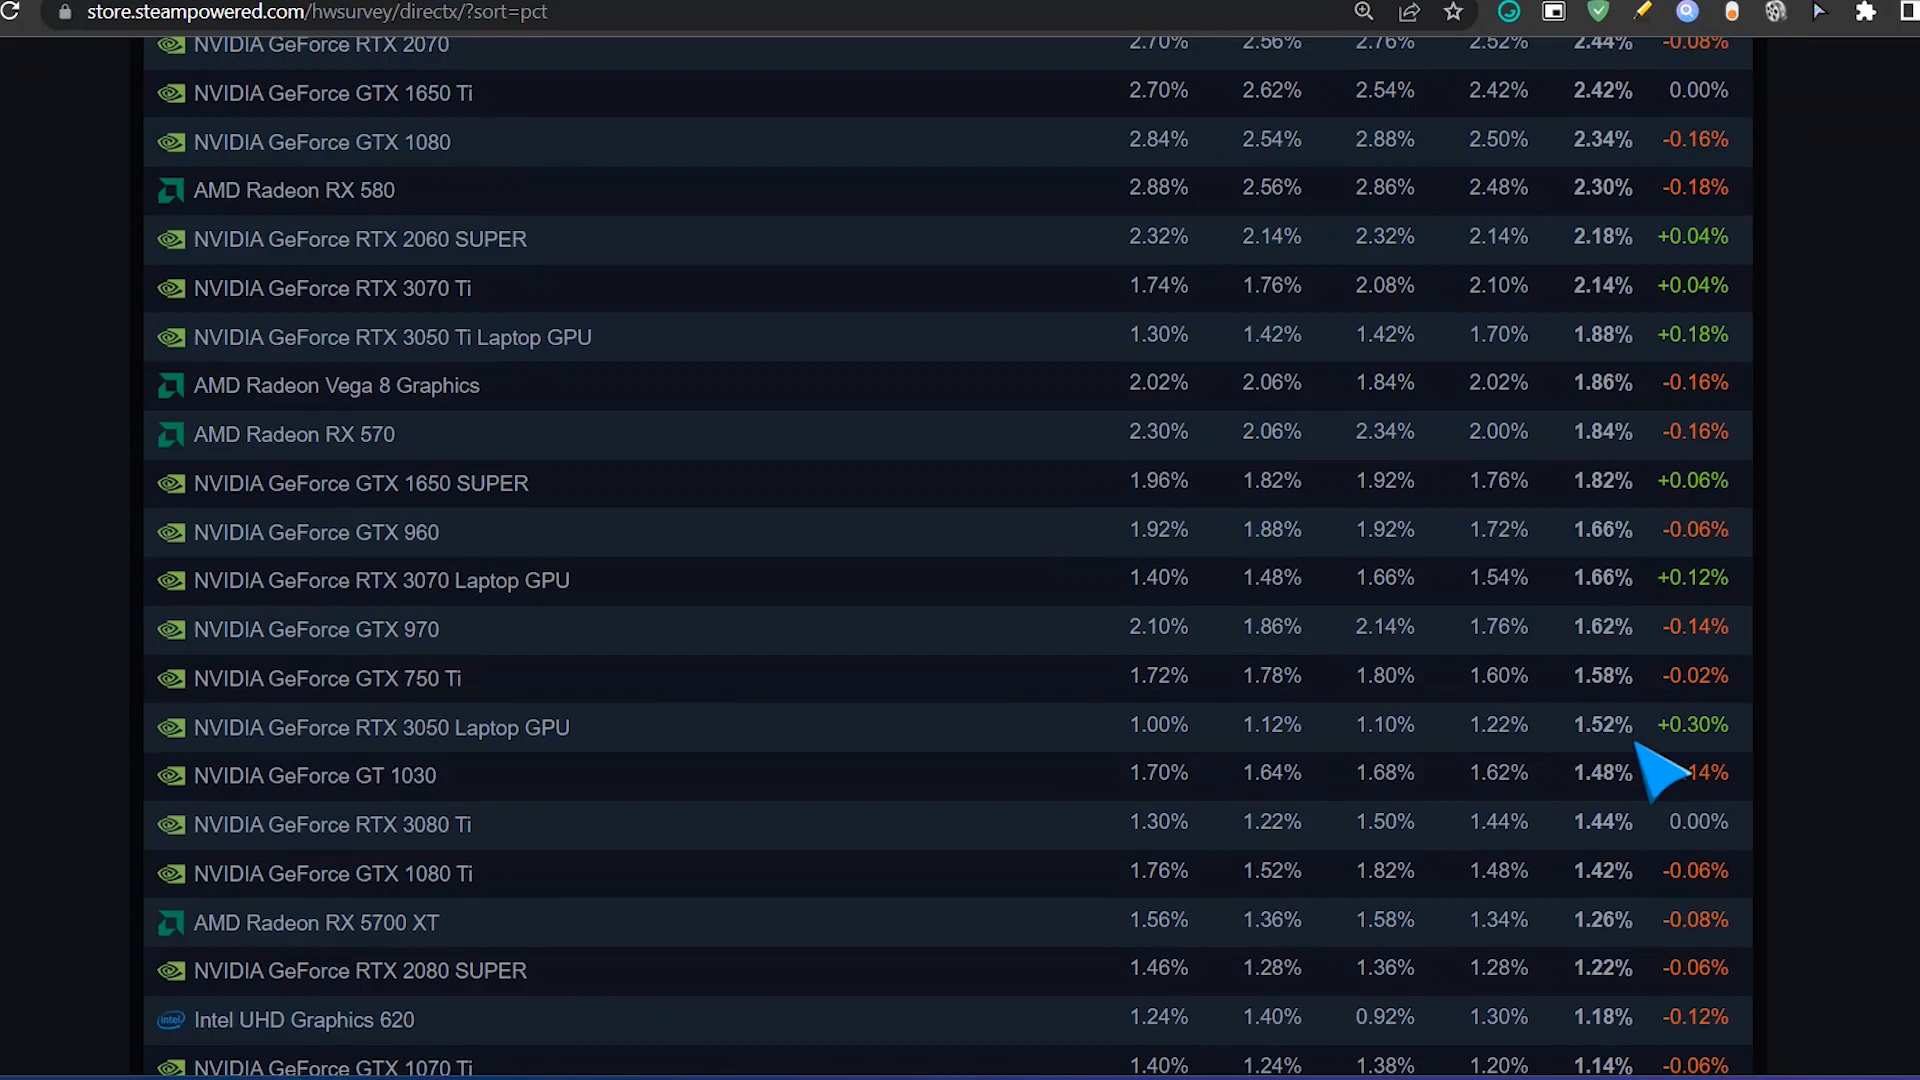 store.steampowered.com/hwsurvey/directx/?sort=pct
NVIDIA GeForce RTX 2070 2.70% 2.56% 2.76% 2.52% 2.44% -0.08%
NVIDIA GeForce GTX 1650 Ti 2.70% 2.62% 2.54% 2.42% 2.42% 0.00%
NVIDIA GeForce GTX 1080 2.84% 2.54% 2.88% 2.50% 2.34% -0.16%
AMD Radeon RX 580 2.88% 2.56% 2.86% 2.48% 2.30% -0.18%
NVIDIA GeForce RTX 2060 SUPER 2.32% 2.14% 2.32% 2.14% 2.18% +0.04%
NVIDIA GeForce RTX 3070 Ti 1.74% 1.76% 2.08% 2.10% 2.14% +0.04%
NVIDIA GeForce RTX 3050 Ti Laptop GPU 1.30% 1.42% 1.42% 1.70% 1.88% +0.18%
AMD Radeon Vega 8 Graphics 2.02% 2.06% 1.84% 2.02% 1.86% -0.16%
AMD Radeon RX 570 2.30% 2.06% 2.34% 2.00% 1.84% -0.16%
NVIDIA GeForce GTX 1650 SUPER 1.96% 1.82% 1.92% 1.76% 1.82% +0.06%
NVIDIA GeForce GTX 960 1.92% 1.88% 1.92% 1.72% 1.66% -0.06%
NVIDIA GeForce RTX 3070 Laptop GPU 1.40% 1.48% 1.66% 1.54% 1.66% +0.12%
NVIDIA GeForce GTX 970 2.10% 1.86% 2.14% 1.76% 1.62% -0.14%
NVIDIA GeForce GTX 750 Ti 1.72% 1.78% 1.80% 1.60% 1.58% -0.02%
NVIDIA GeForce RTX 3050 Laptop GPU 1.00% 1.12% 1.10% 1.22% 1.52% +0.30%
NVIDIA GeForce GT 1030 1.70% 1.64% 1.68% 1.62% 1.48% 14%
NVIDIA GeForce RTX 3080 Ti 1.30% 1.22% 1.50% 1.44% 1.44% 0.00%
NVIDIA GeForce GTX 1080 Ti 1.76% 1.52% 1.82% 1.48% 1.42% -0.06%
AMD Radeon RX 5700 XT 1.56% 1.36% 1.58% 1.34% 1.26% -0.08%
NVIDIA GeForce RTX 2080 SUPER 1.46% 1.28% 1.36% 1.28% 1.22% -0.06%
intel Intel UHD Graphics 620 1.24% 1.40% 0.92% 1.30% 1.18% -0.12%
NVIDIA GeForce GTX 1070 Ti 1.40% 1.24% 1.38% 1.20% 1.14% -0.06%